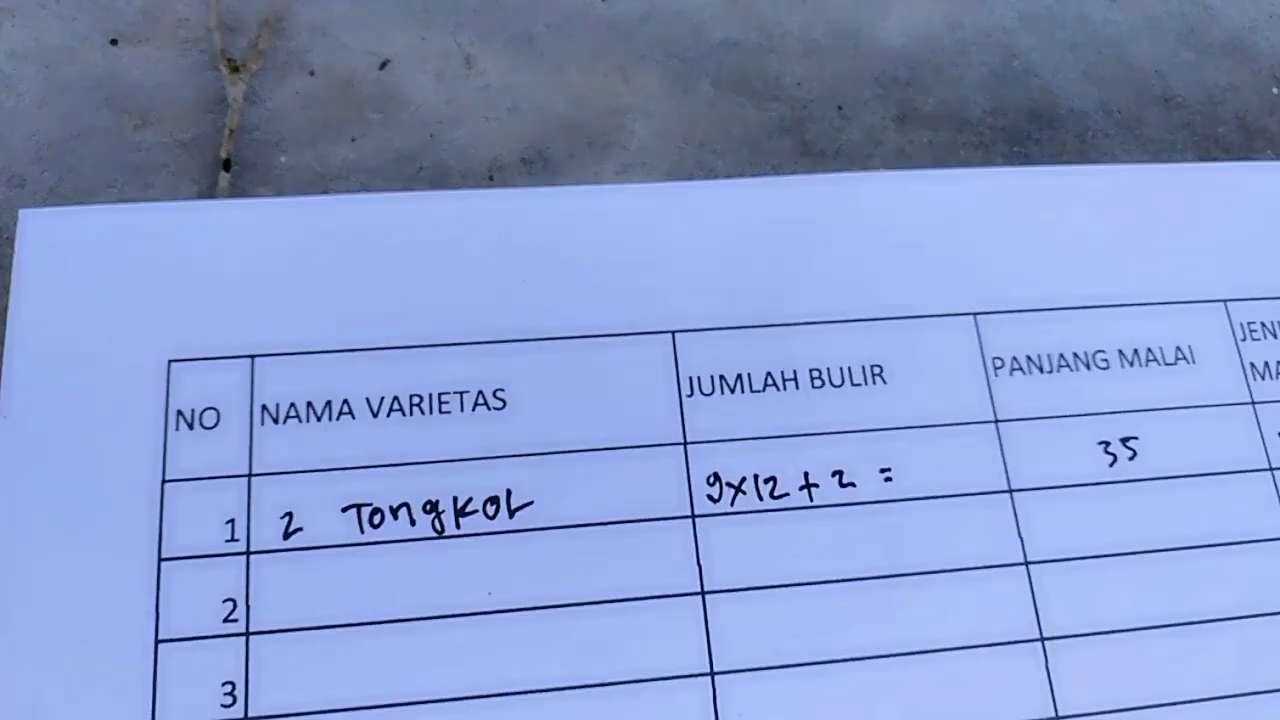 NO NAMA VARIETAS JUMLAH BULIR PANJANG MALAI
1 2 TongKOL 9x12 + 2 = 35
2
3